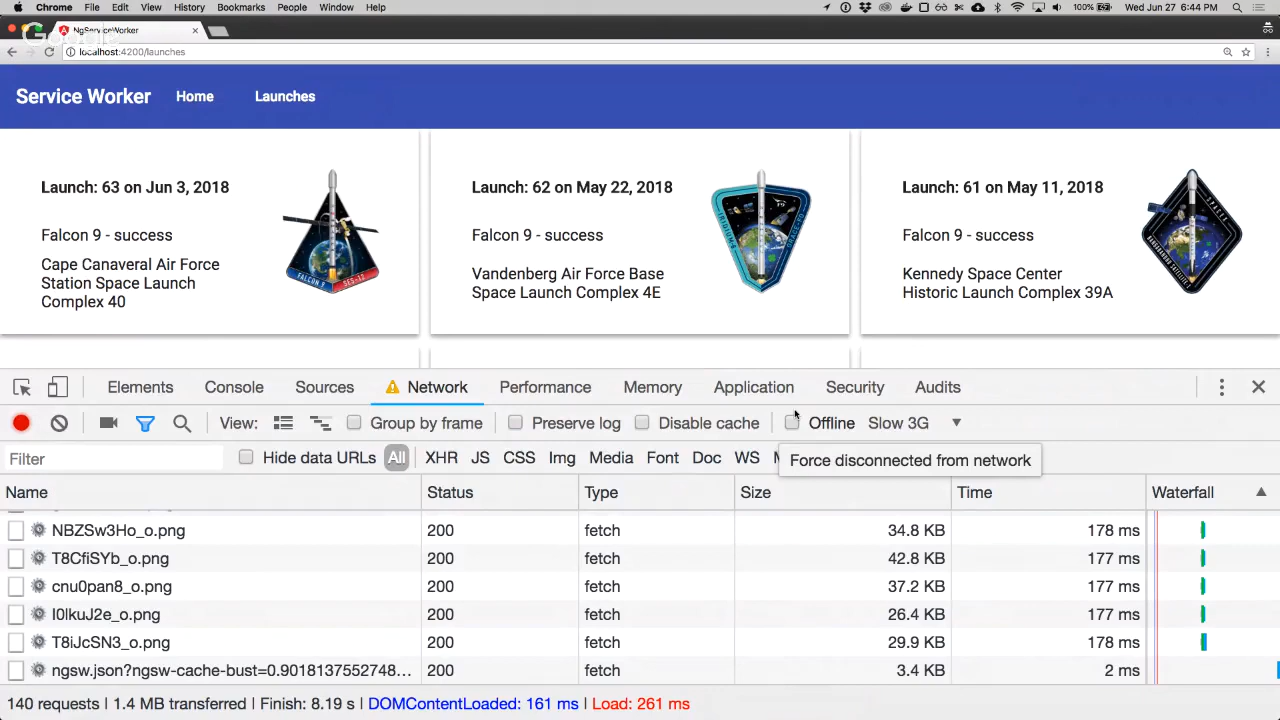 Chrome File Edit View History Bookmarks People Window Help 100% Wed Jun 27 6:44 PM
NgServiceWorker
localhost:4200/launches
Service Worker Home Launches
Launch: 63 on Jun 3, 2018
Falcon 9 - success
Cape Canaveral Air Force
Station Space Launch
Complex 40
FALCON 9 SES-12
Launch: 62 on May 22, 2018
Falcon 9 - success
Vandenberg Air Force Base
Space Launch Complex 4E
Launch: 61 on May 11, 2018
Falcon 9 - success
Kennedy Space Center
Historic Launch Complex 39A
Elements Console Sources Network Performance Memory Application Security Audits
View: Group by frame Preserve log Disable cache Offline Slow 3G
Filter Hide data URLs All XHR JS CSS Img Media Font Doc WS
Force disconnected from network
Name Status Type Size Time Waterfall
NBZSw3Ho_o.png 200 fetch 34.8 KB 178 ms
T8CfiSYb_o.png 200 fetch 42.8 KB 177 ms
cnu0pan8_o.png 200 fetch 37.2 KB 177 ms
I0lkuJ2e_o.png 200 fetch 26.4 KB 177 ms
T8iJcSN3_o.png 200 fetch 29.9 KB 178 ms
ngsw.json?ngsw-cache-bust=0.9018137552748... 200 fetch 3.4 KB 2 ms
140 requests | 1.4 MB transferred | Finish: 8.19 s | DOMContentLoaded: 161 ms | Load: 261 ms